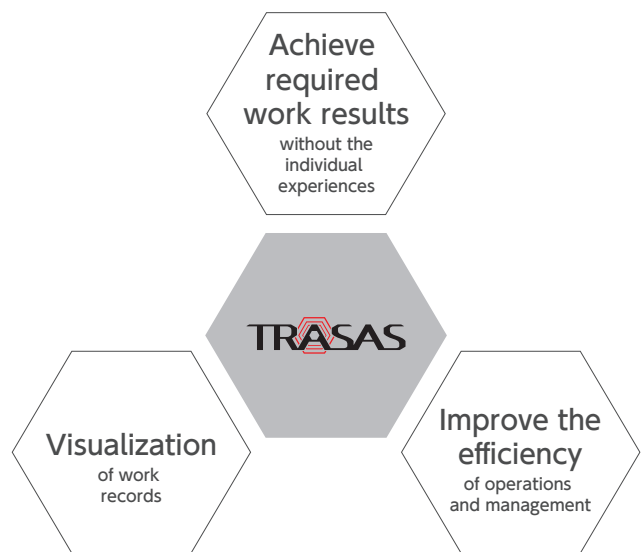 Achieve
required
work results
without the
individual
experiences
TRASAS
Visualization
of work
records
Improve the
efficiency
of operations
and management